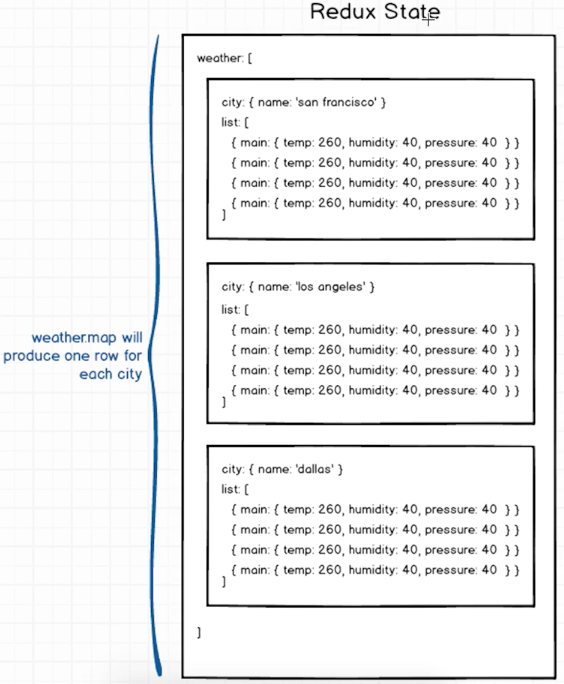 Redux State
weather: [
city: { name: 'san francisco' }
list: [
{ main: { temp: 260, humidity: 40, pressure: 40 } }
{ main: { temp: 260, humidity: 40, pressure: 40 } }
{ main: { temp: 260, humidity: 40, pressure: 40 } }
{ main: { temp: 260, humidity: 40, pressure: 40 } }
]
city: { name: 'los angeles' }
list: [
{ main: { temp: 260, humidity: 40, pressure: 40 } }
{ main: { temp: 260, humidity: 40, pressure: 40 } }
{ main: { temp: 260, humidity: 40, pressure: 40 } }
{ main: { temp: 260, humidity: 40, pressure: 40 } }
]
weather.map will
produce one row for
each city
city: { name: 'dallas' }
list: [
{ main: { temp: 260, humidity: 40, pressure: 40 } }
{ main: { temp: 260, humidity: 40, pressure: 40 } }
{ main: { temp: 260, humidity: 40, pressure: 40 } }
{ main: { temp: 260, humidity: 40, pressure: 40 } }
]
]